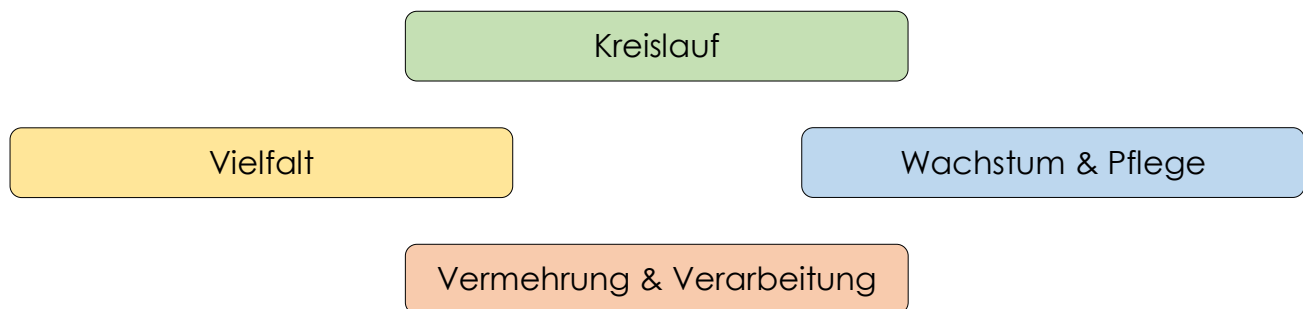 Kreislauf
Vielfalt
Wachstum & Pflege
Vermehrung & Verarbeitung